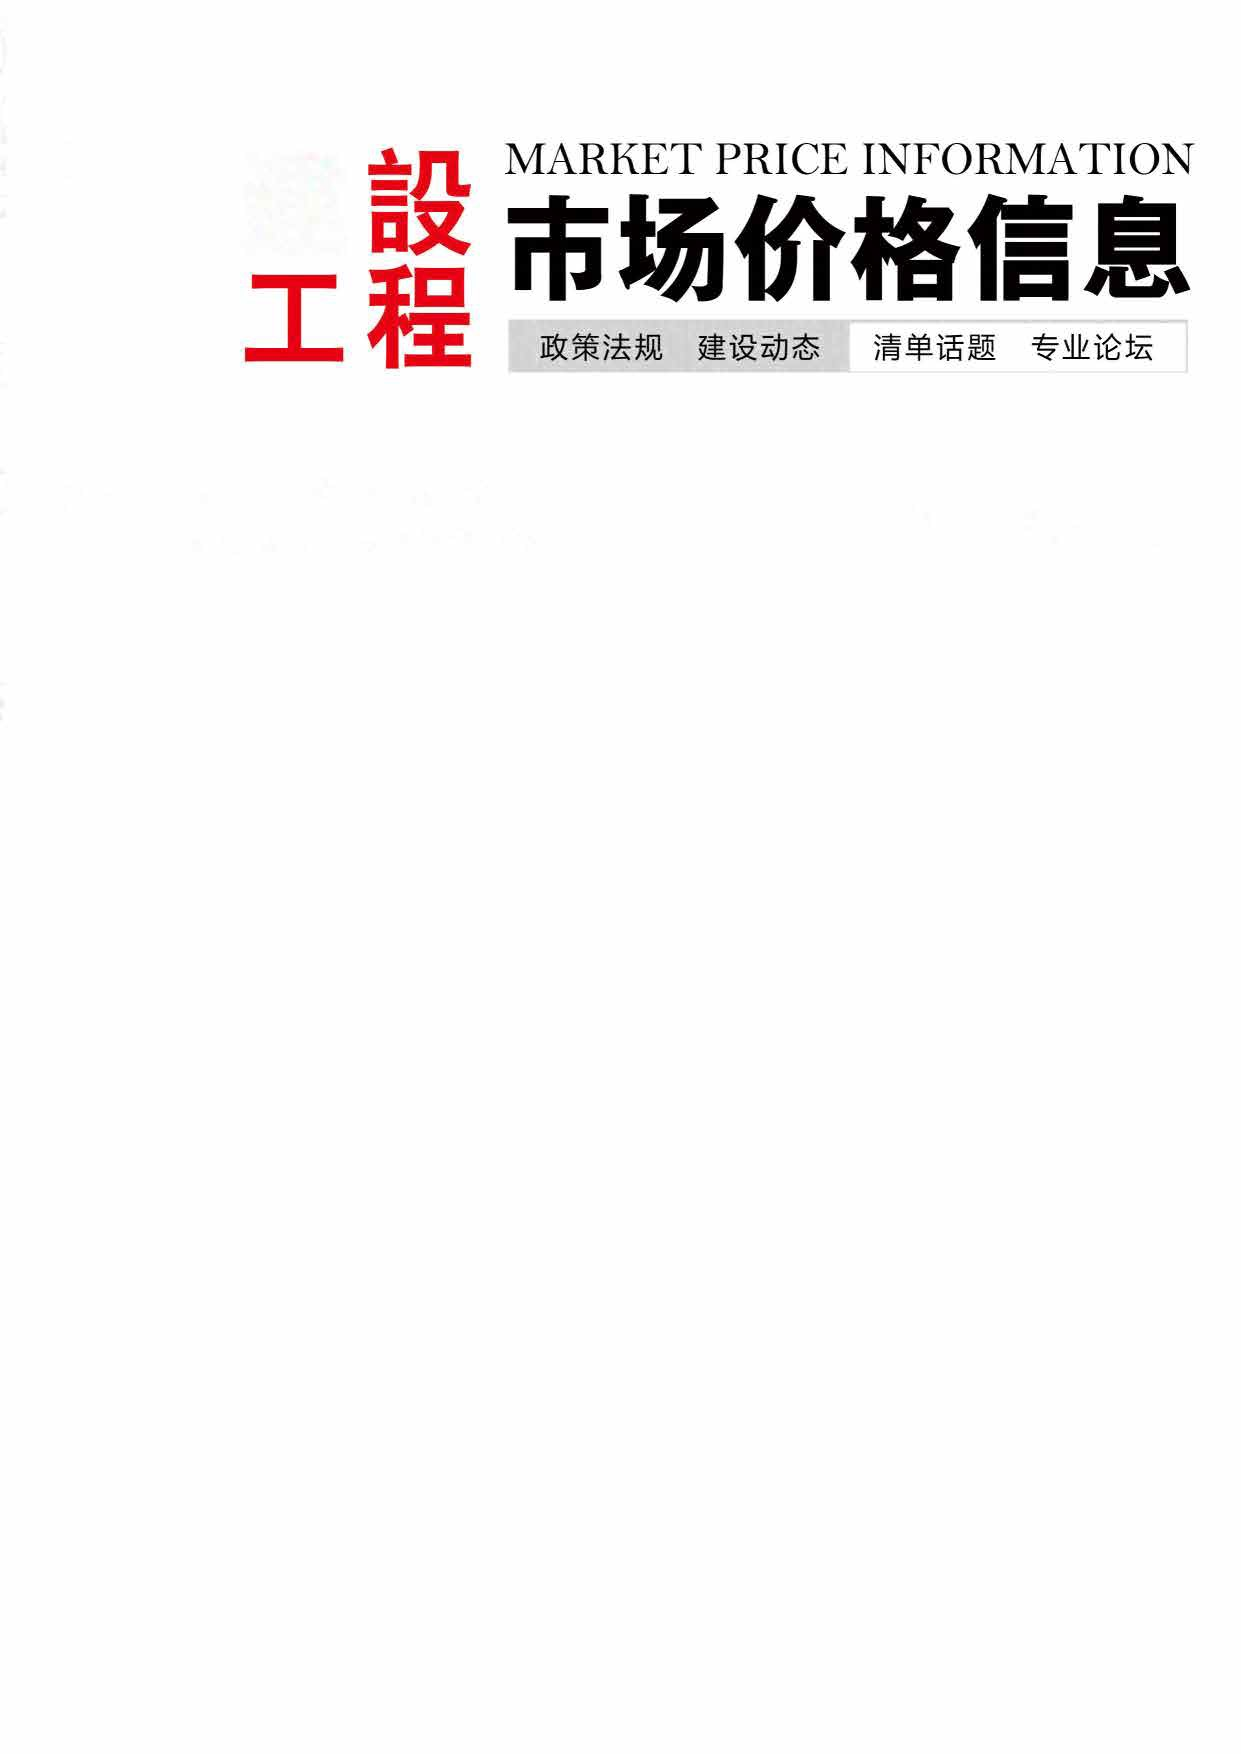 設
工程
MARKET PRICE INFORMATION
市场价格信息
政策法规 建设动态 清单话题 专业论坛